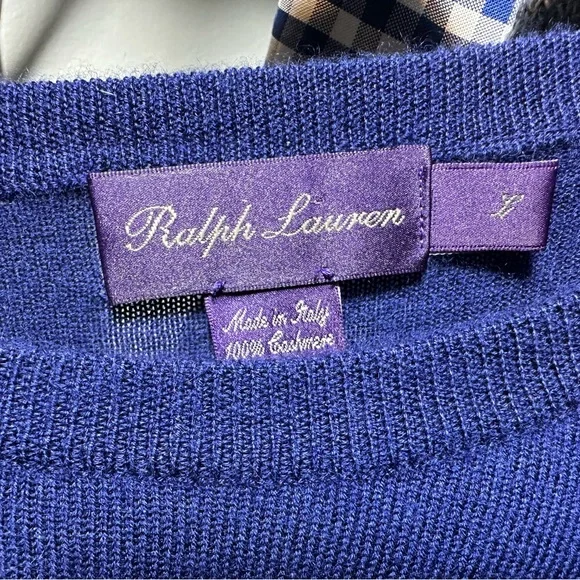 Ralph Lauren
L
Made in Italy
100% Cashmere